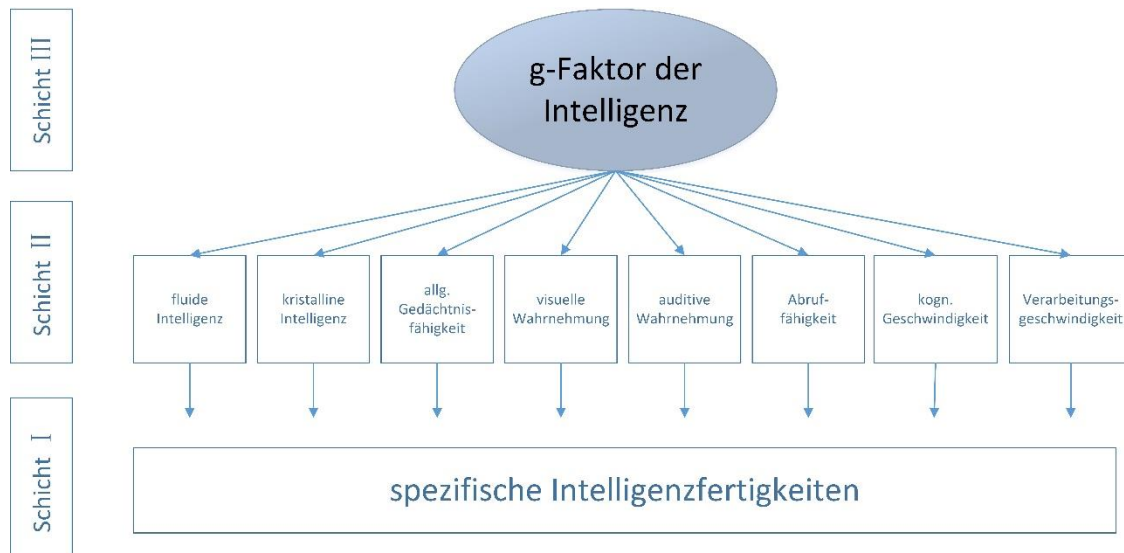 Schicht III
g-Faktor der
Intelligenz
Schicht II
fluide
Intelligenz
kristalline
Intelligenz
allg.
Gedächtnis-
fähigkeit
visuelle
Wahrnehmung
auditive
Wahrnehmung
Abruf-
fähigkeit
kogn.
Geschwindigkeit
Verarbeitungs-
geschwindigkeit
Schicht I
spezifische Intelligenzfertigkeiten